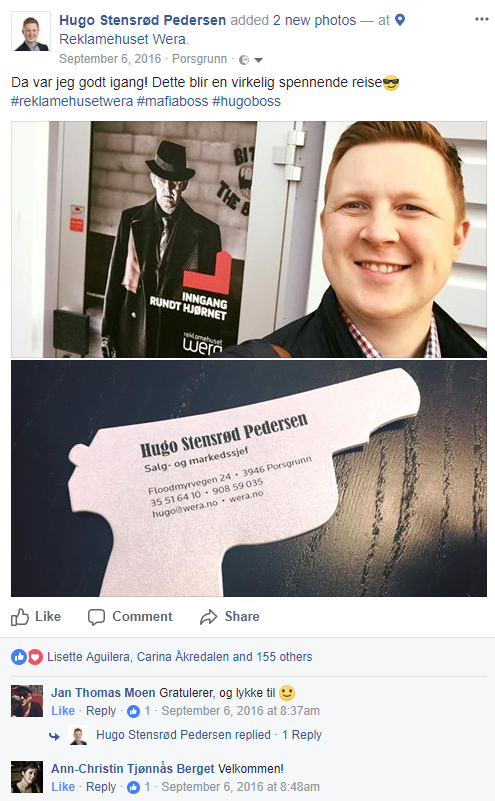 Hugo Stensrød Pedersen added 2 new photos — at
Reklamehuset Wera.
September 6, 2016 · Porsgrunn ·
Da var jeg godt igang! Dette blir en virkelig spennende reise😎
#reklamehusetwera #mafiaboss #hugoboss
BIT
THE B
INNGANG
RUNDT HJØRNET
reklamehuset
wera
Hugo Stensrød Pedersen
Salg- og markedssjef
Floodmyrvegen 24 • 3946 Porsgrunn
35 51 64 10 • 908 59 035
hugo@wera.no • wera.no
Like Comment Share
Lisette Aguilera, Carina Åkredalen and 155 others
Jan Thomas Moen Gratulerer, og lykke til 🙂
Like · Reply · 1 · September 6, 2016 at 8:37am
Hugo Stensrød Pedersen replied · 1 Reply
Ann-Christin Tjønnås Berget Velkommen!
Like · Reply · 1 · September 6, 2016 at 8:48am